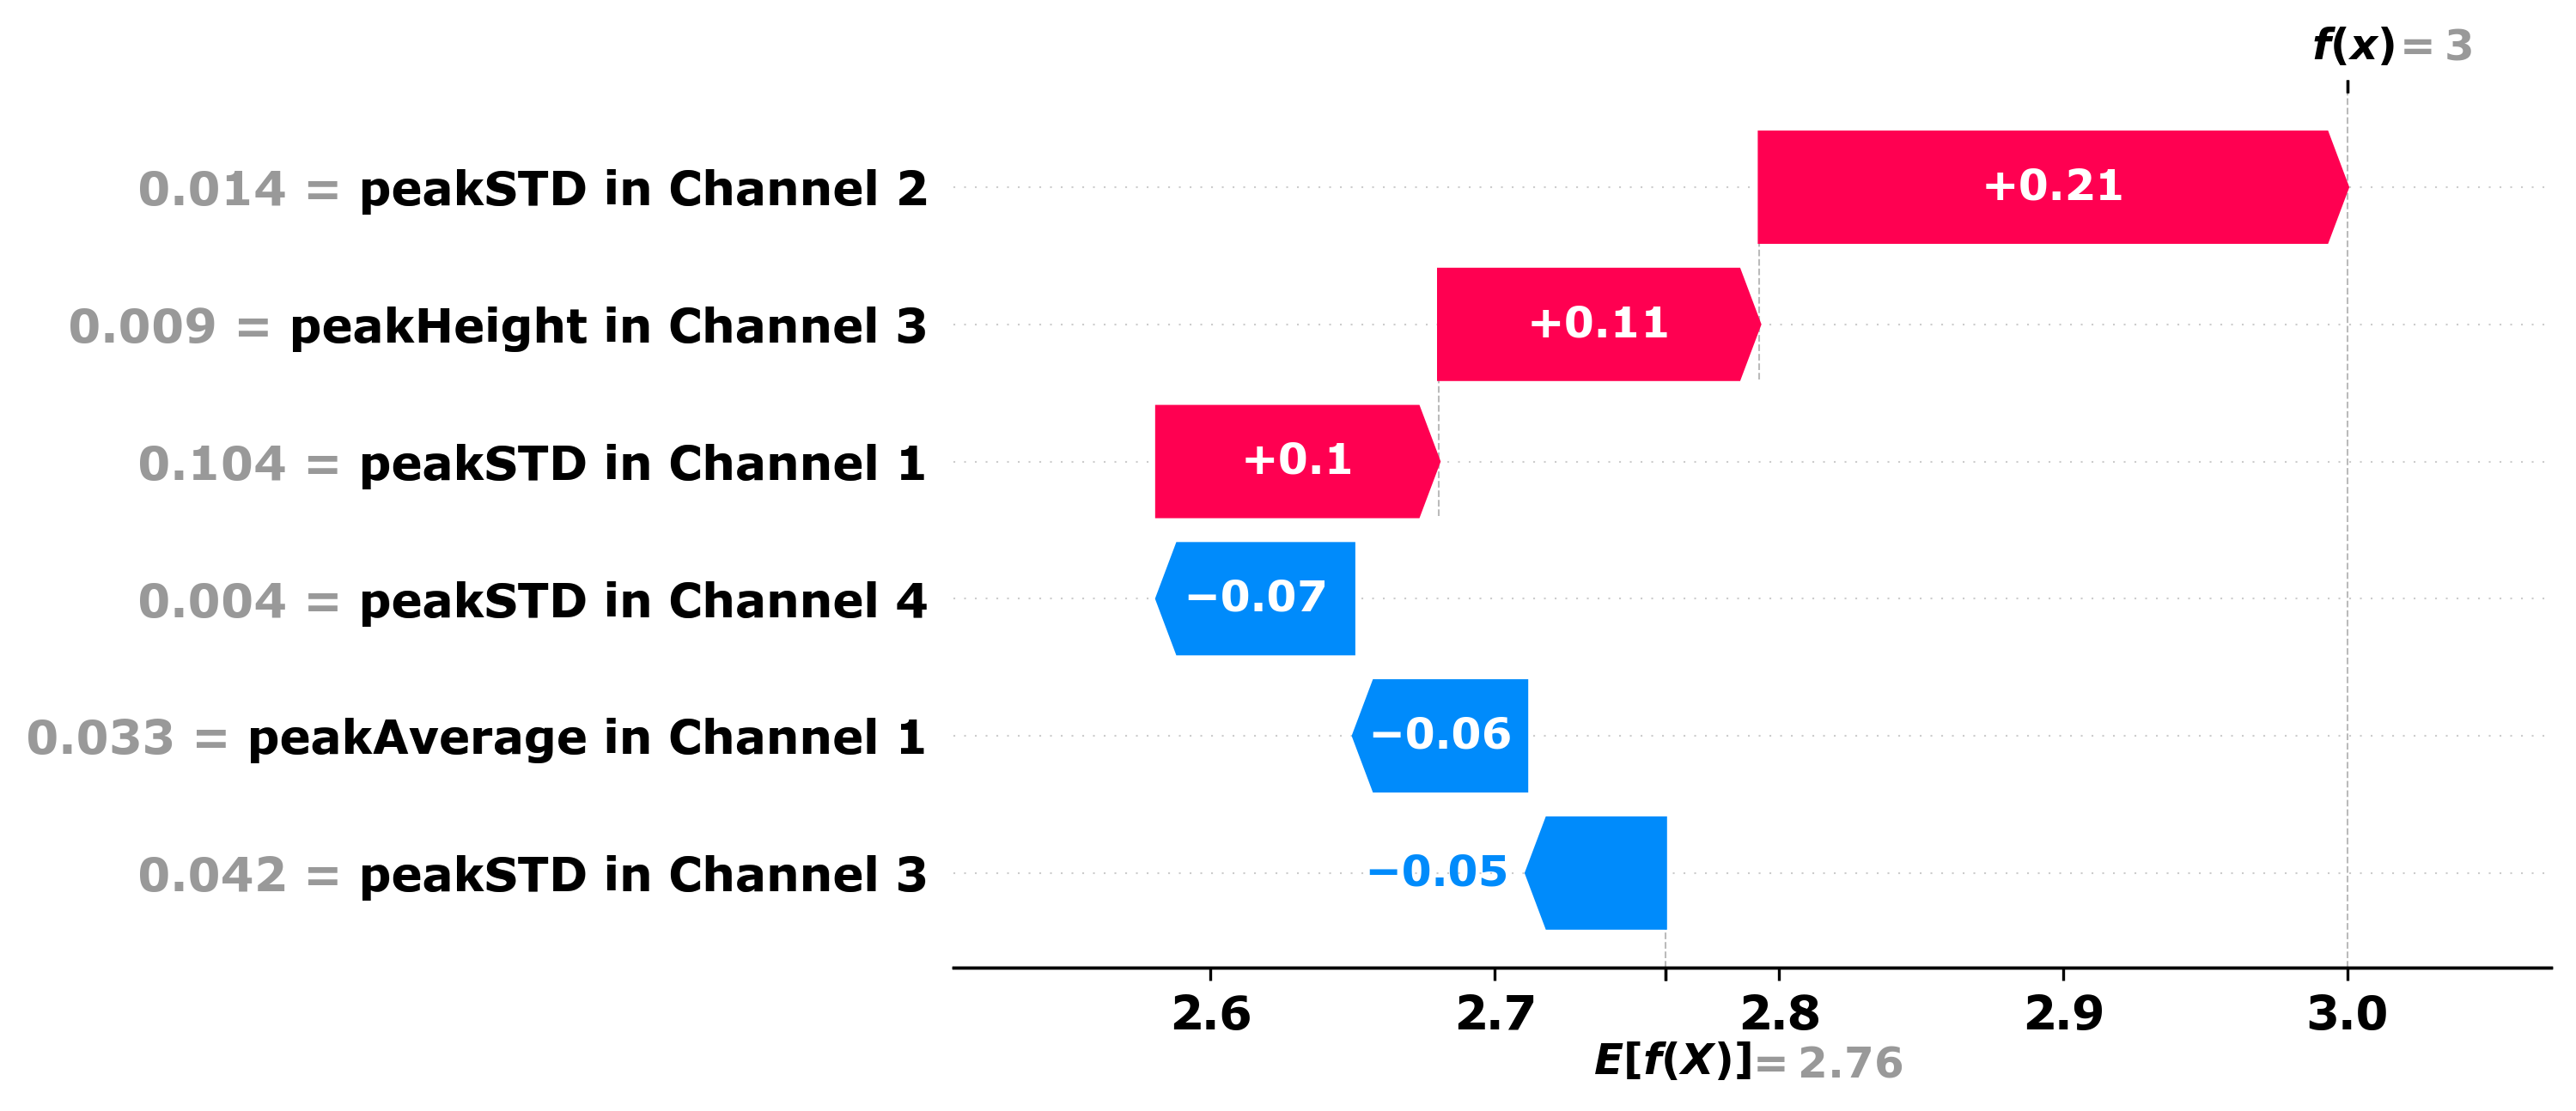 f(x) = 3
0.014 = peakSTD in Channel 2
+0.21
0.009 = peakHeight in Channel 3
+0.11
0.104 = peakSTD in Channel 1
+0.1
0.004 = peakSTD in Channel 4
−0.07
0.033 = peakAverage in Channel 1
−0.06
0.042 = peakSTD in Channel 3
−0.05
2.6 2.7 2.8 2.9 3.0
E[f(X)] = 2.76